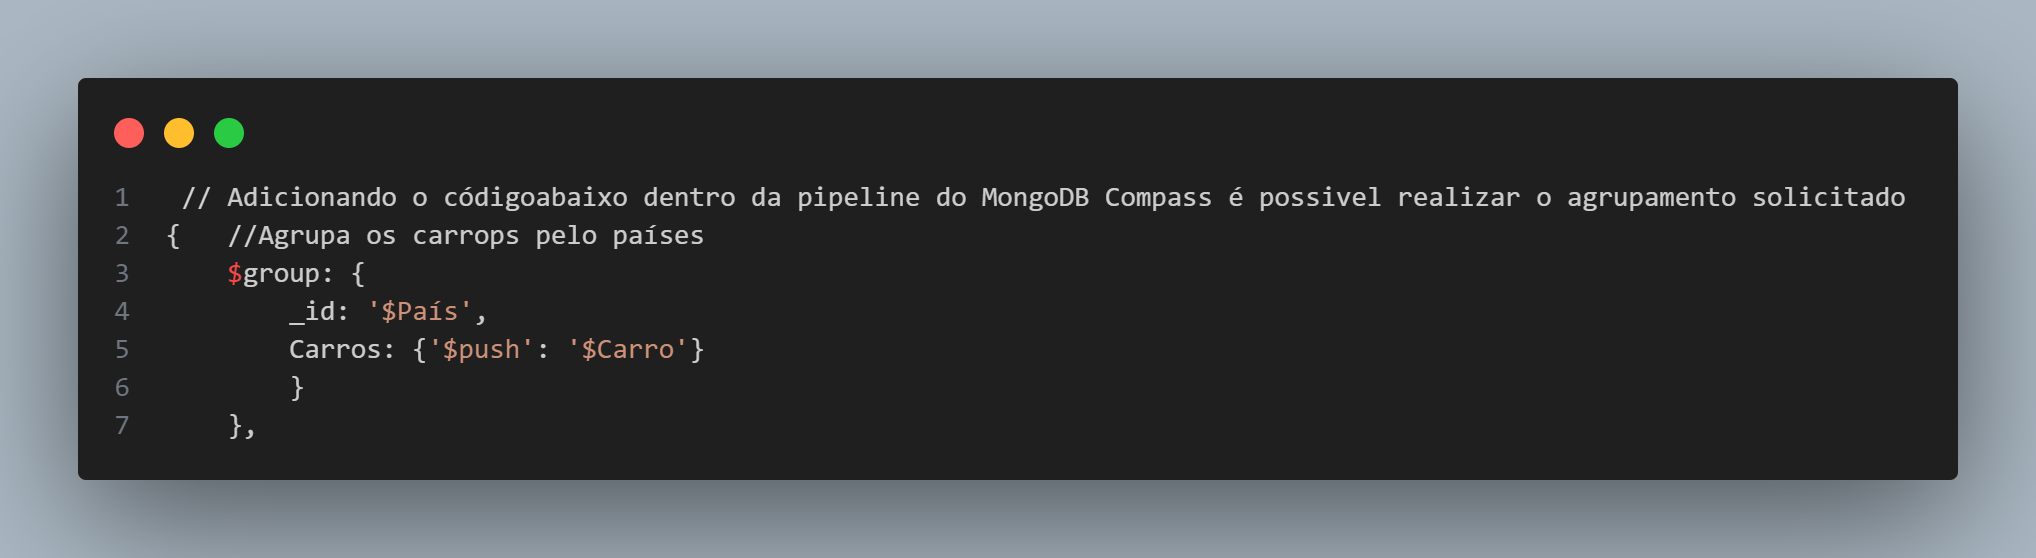 1 // Adicionando o códigoabaixo dentro da pipeline do MongoDB Compass é possivel realizar o agrupamento solicitado
2 { //Agrupa os carrops pelo países
3 $group: {
4 _id: '$País',
5 Carros: {'$push': '$Carro'}
6 }
7 },